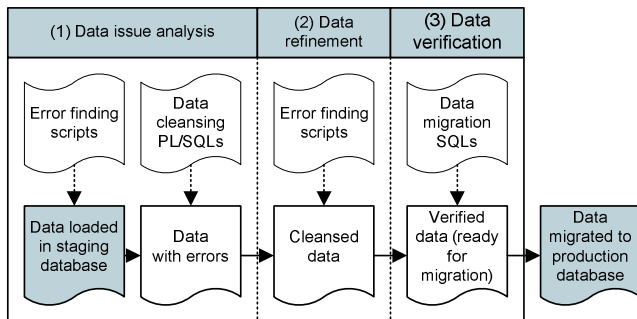 (1) Data issue analysis
(2) Data
refinement
(3) Data
verification
Error finding
scripts
Data
cleansing
PL/SQLs
Error finding
scripts
Data
migration
SQLs
Data loaded
in staging
database
Data
with errors
Cleansed
data
Verified
data (ready
for
migration)
Data
migrated to
production
database